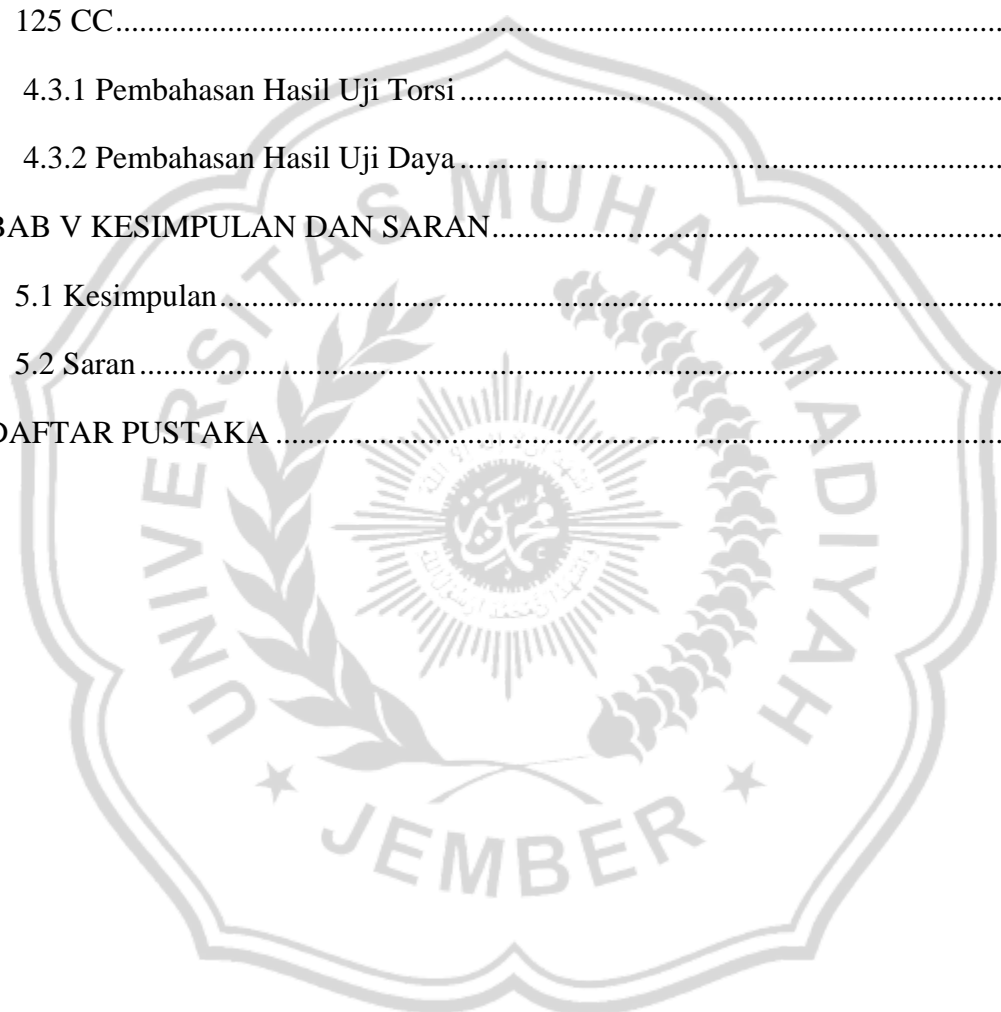 125 CC
4.3.1 Pembahasan Hasil Uji Torsi
4.3.2 Pembahasan Hasil Uji Daya
BAB V KESIMPULAN DAN SARAN
5.1 Kesimpulan
5.2 Saran
DAFTAR PUSTAKA
UNIVERSITAS MUHAMMADIYAH
JEMBER